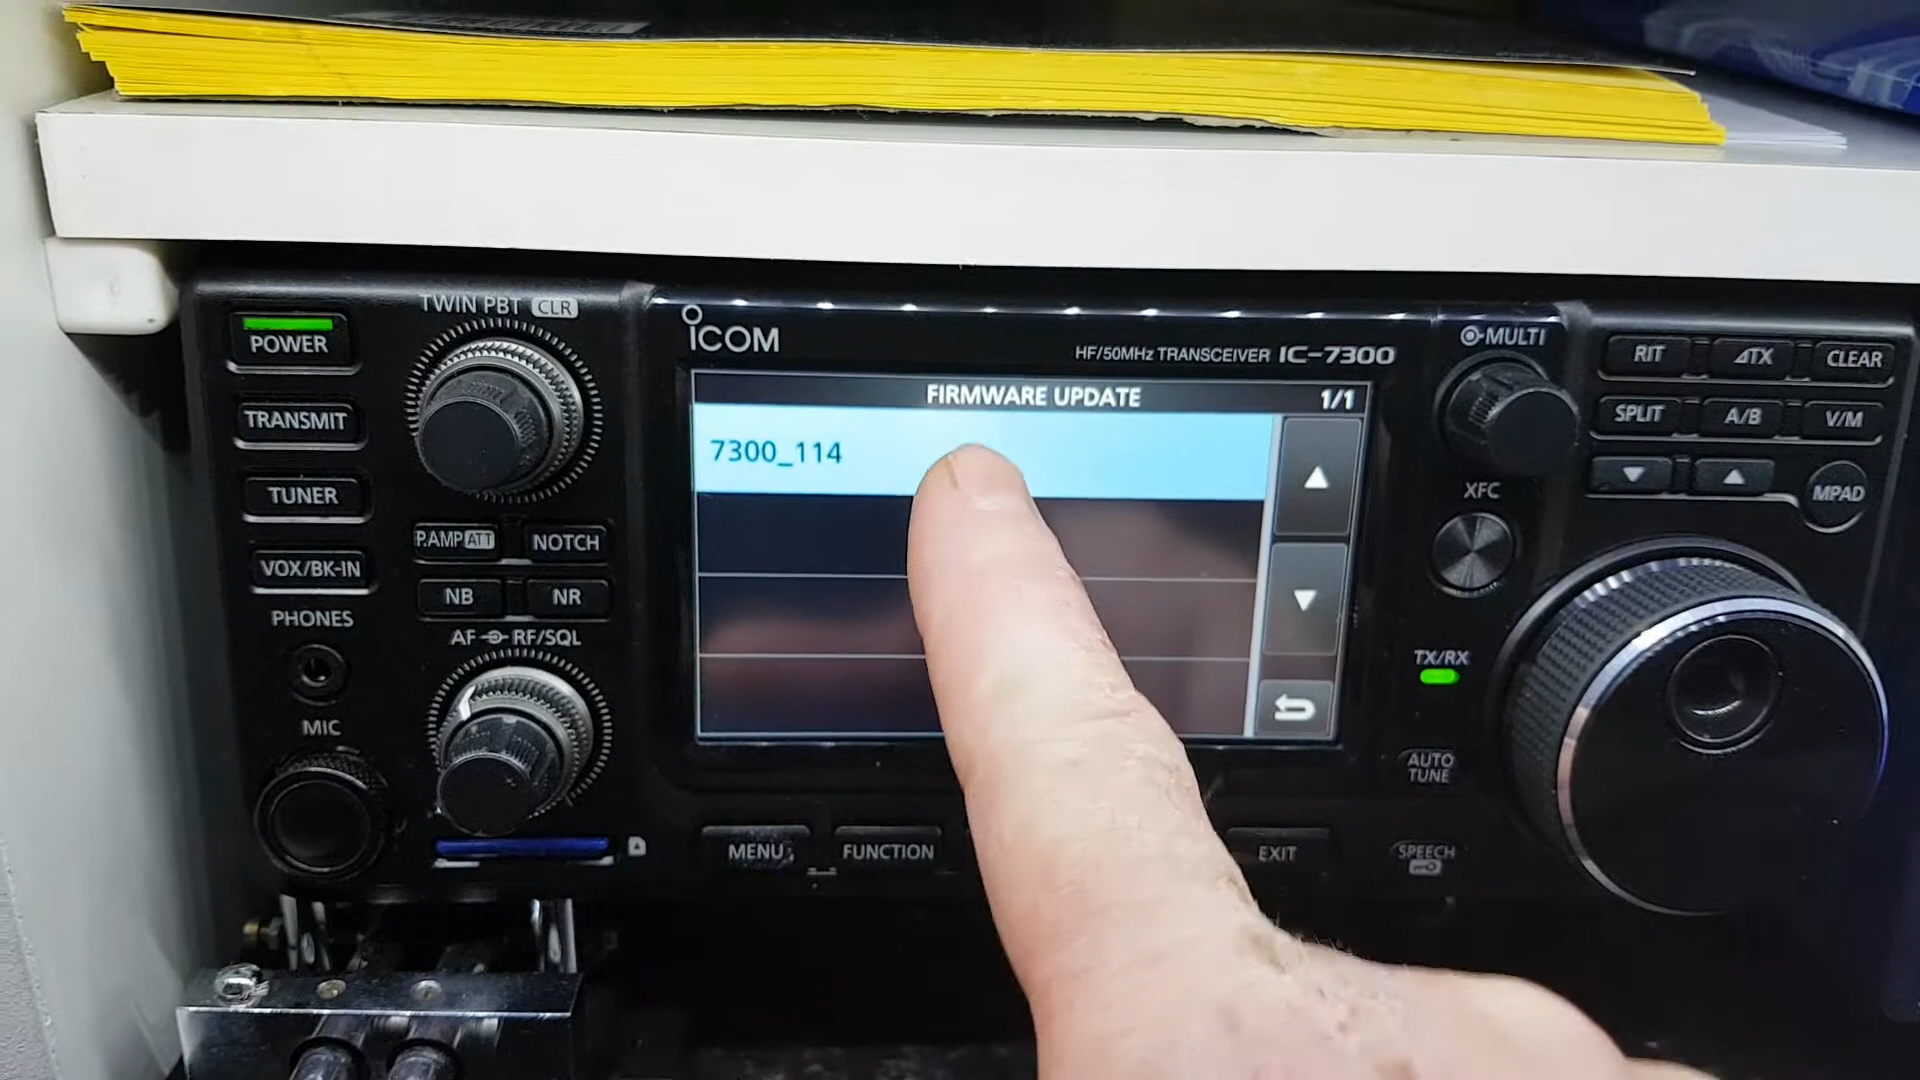 TWIN PBT CLR
POWER
TRANSMIT
TUNER
VOX/BK-IN
P.AMP ATT
NOTCH
NB
NR
PHONES
AF RF/SQL
MIC
ICOM
HF/50MHz TRANSCEIVER IC-7300
FIRMWARE UPDATE 1/1
7300_114
MENU
FUNCTION
EXIT
MULTI
RIT
⊿TX
CLEAR
SPLIT
A/B
V/M
MPAD
XFC
TX/RX
AUTO
TUNE
SPEECH